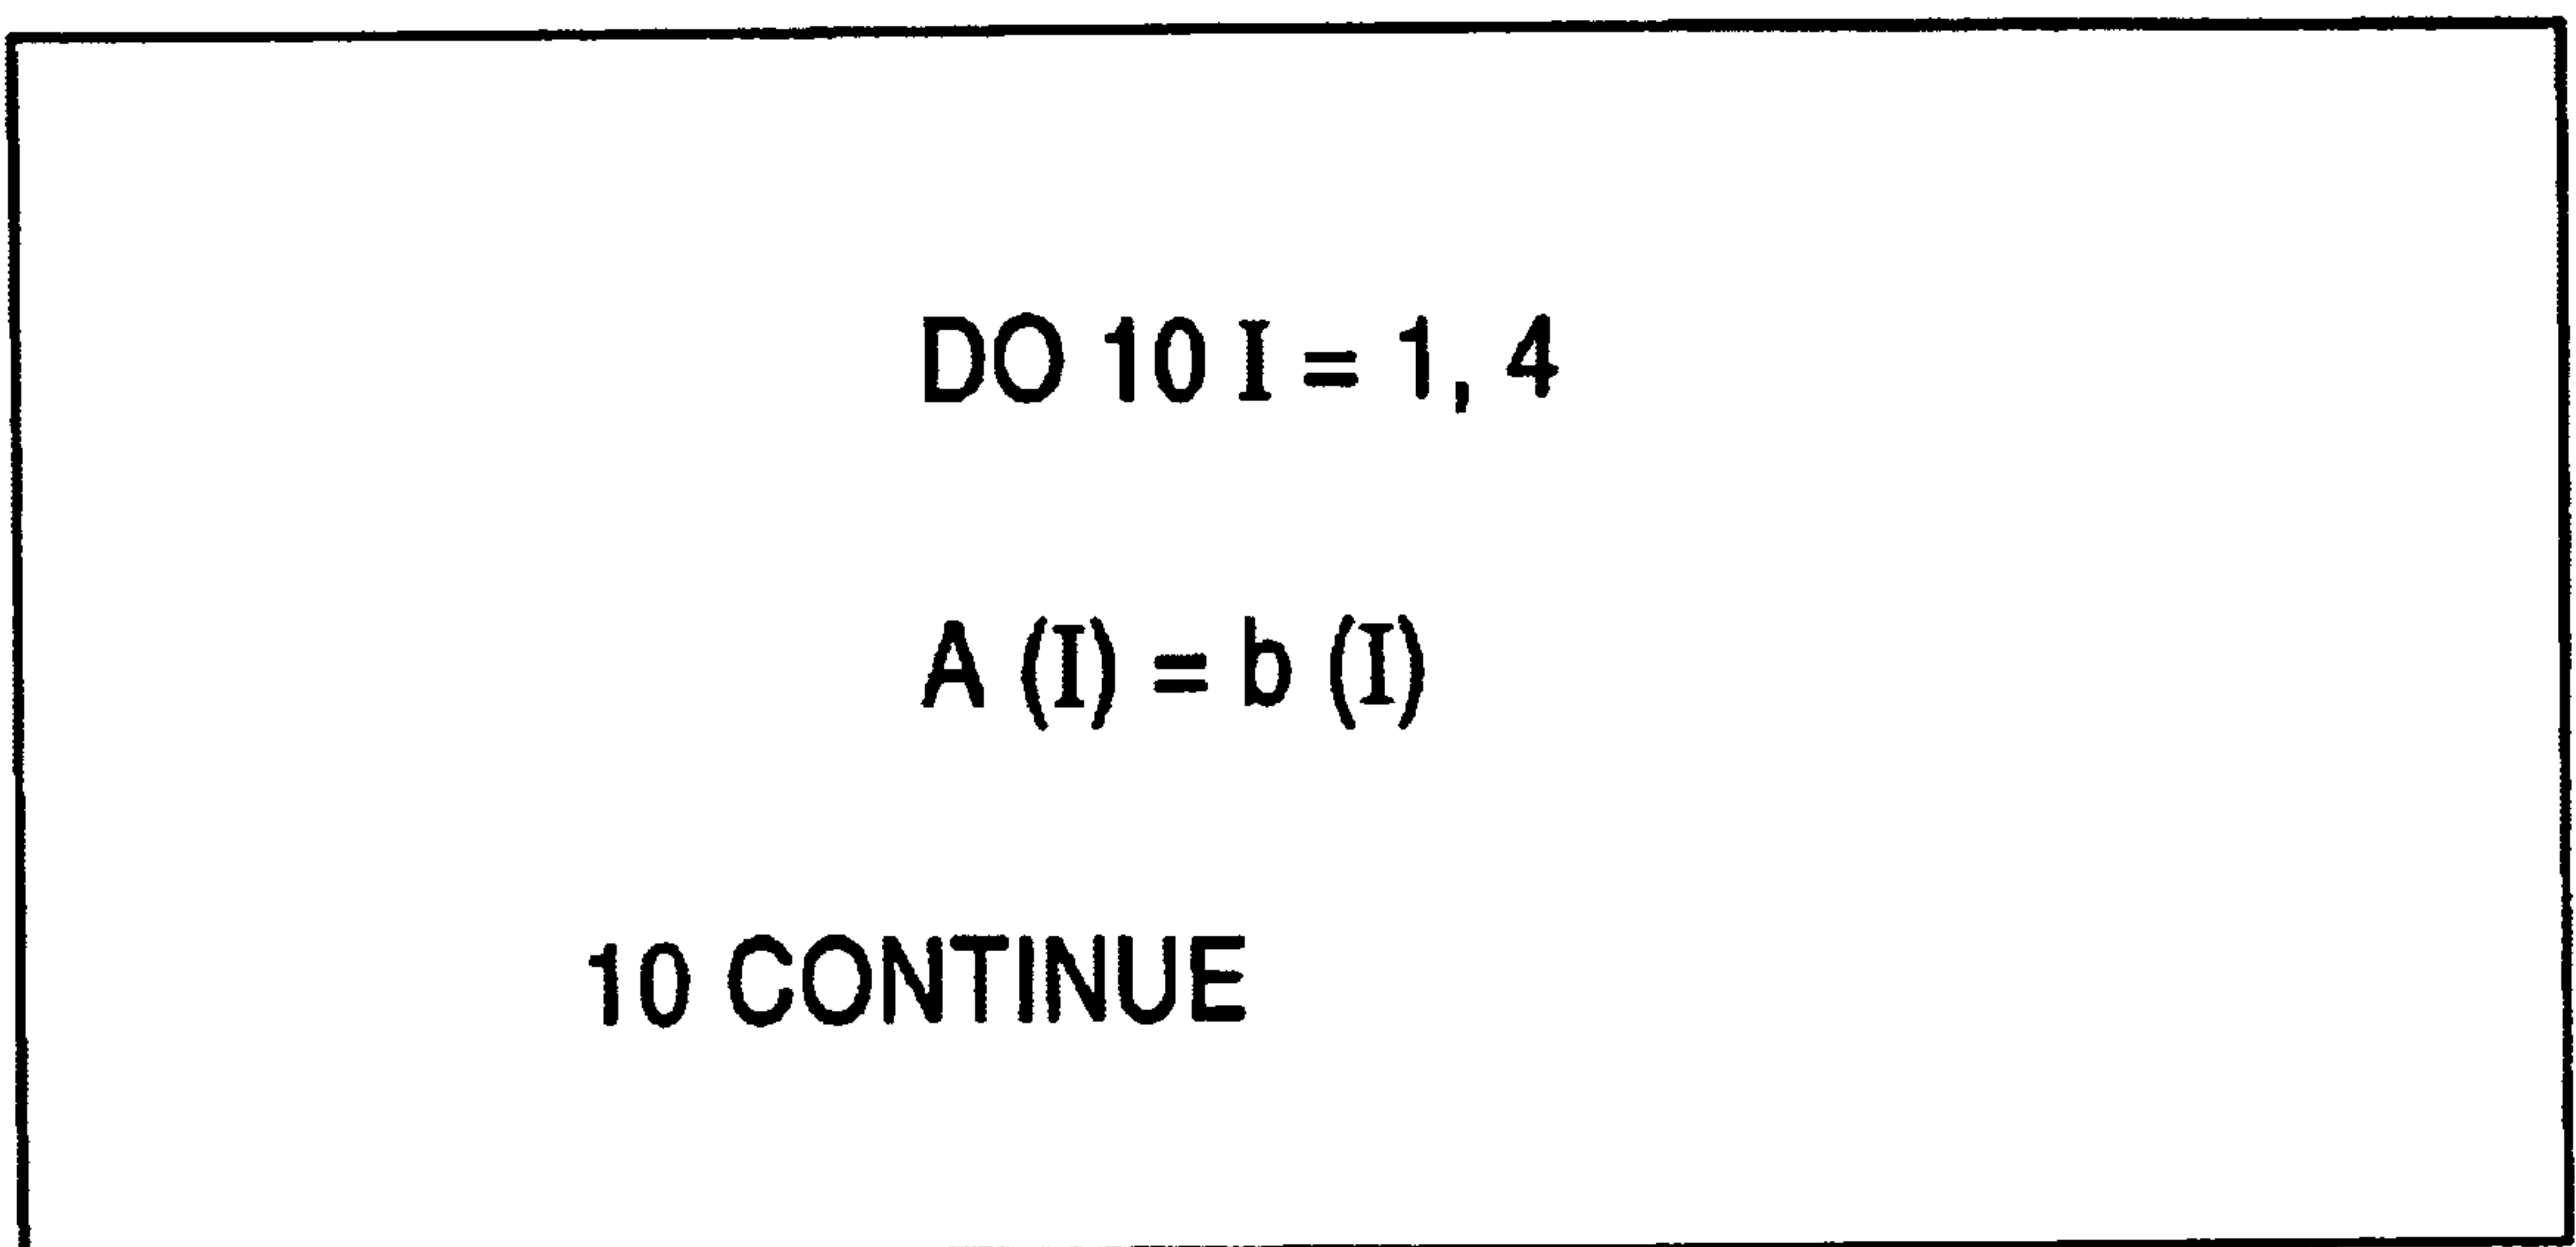 DO 10 I = 1, 4
A (I) = b (I)
10 CONTINUE